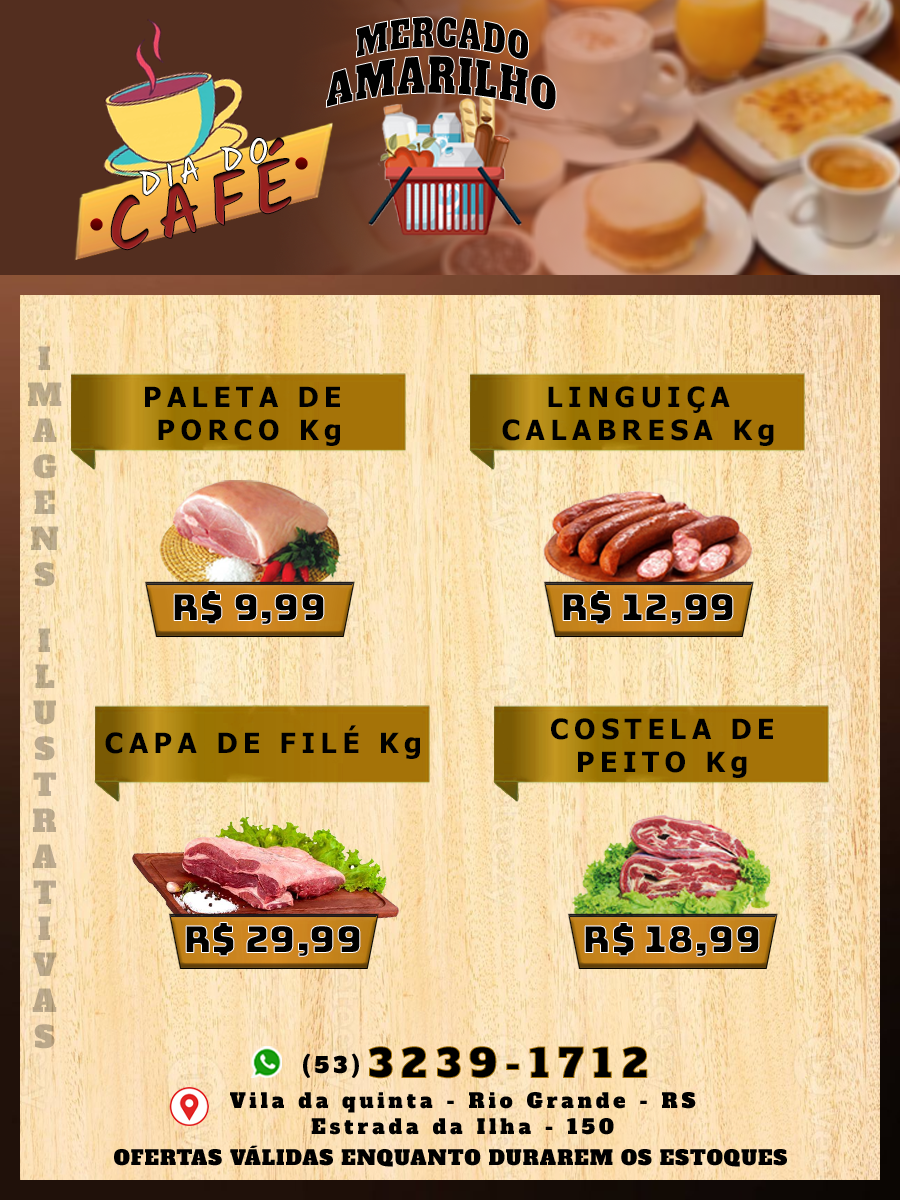 MERCADO
AMARILHO
DIA DO
CAFÉ
IMAGENS ILUSTRATIVAS
PALETA DE
PORCO Kg
R$ 9,99
LINGUIÇA
CALABRESA Kg
R$ 12,99
CAPA DE FILÉ Kg
R$ 29,99
COSTELA DE
PEITO Kg
R$ 18,99
(53) 3239-1712
Vila da quinta - Rio Grande - RS
Estrada da Ilha - 150
OFERTAS VÁLIDAS ENQUANTO DURAREM OS ESTOQUES